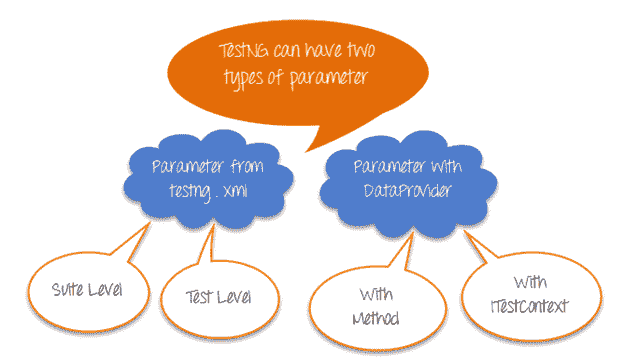 TestNG can have two
types of parameter
Parameter from
testng . xml
Parameter with
DataProvider
Suite Level
Test Level
With
Method
With
ITestContext